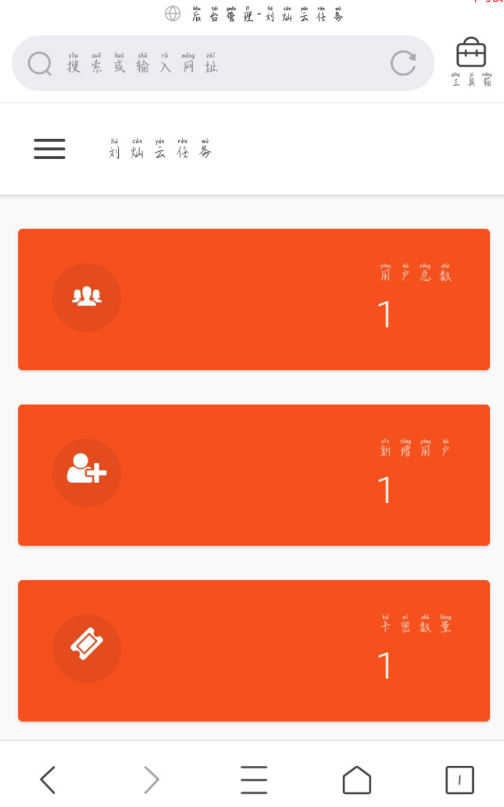 后台管理-刘灿云任务
搜索或输入网址
工具箱
刘灿云任务
用户总数
1
新增用户
1
卡密数量
1
1